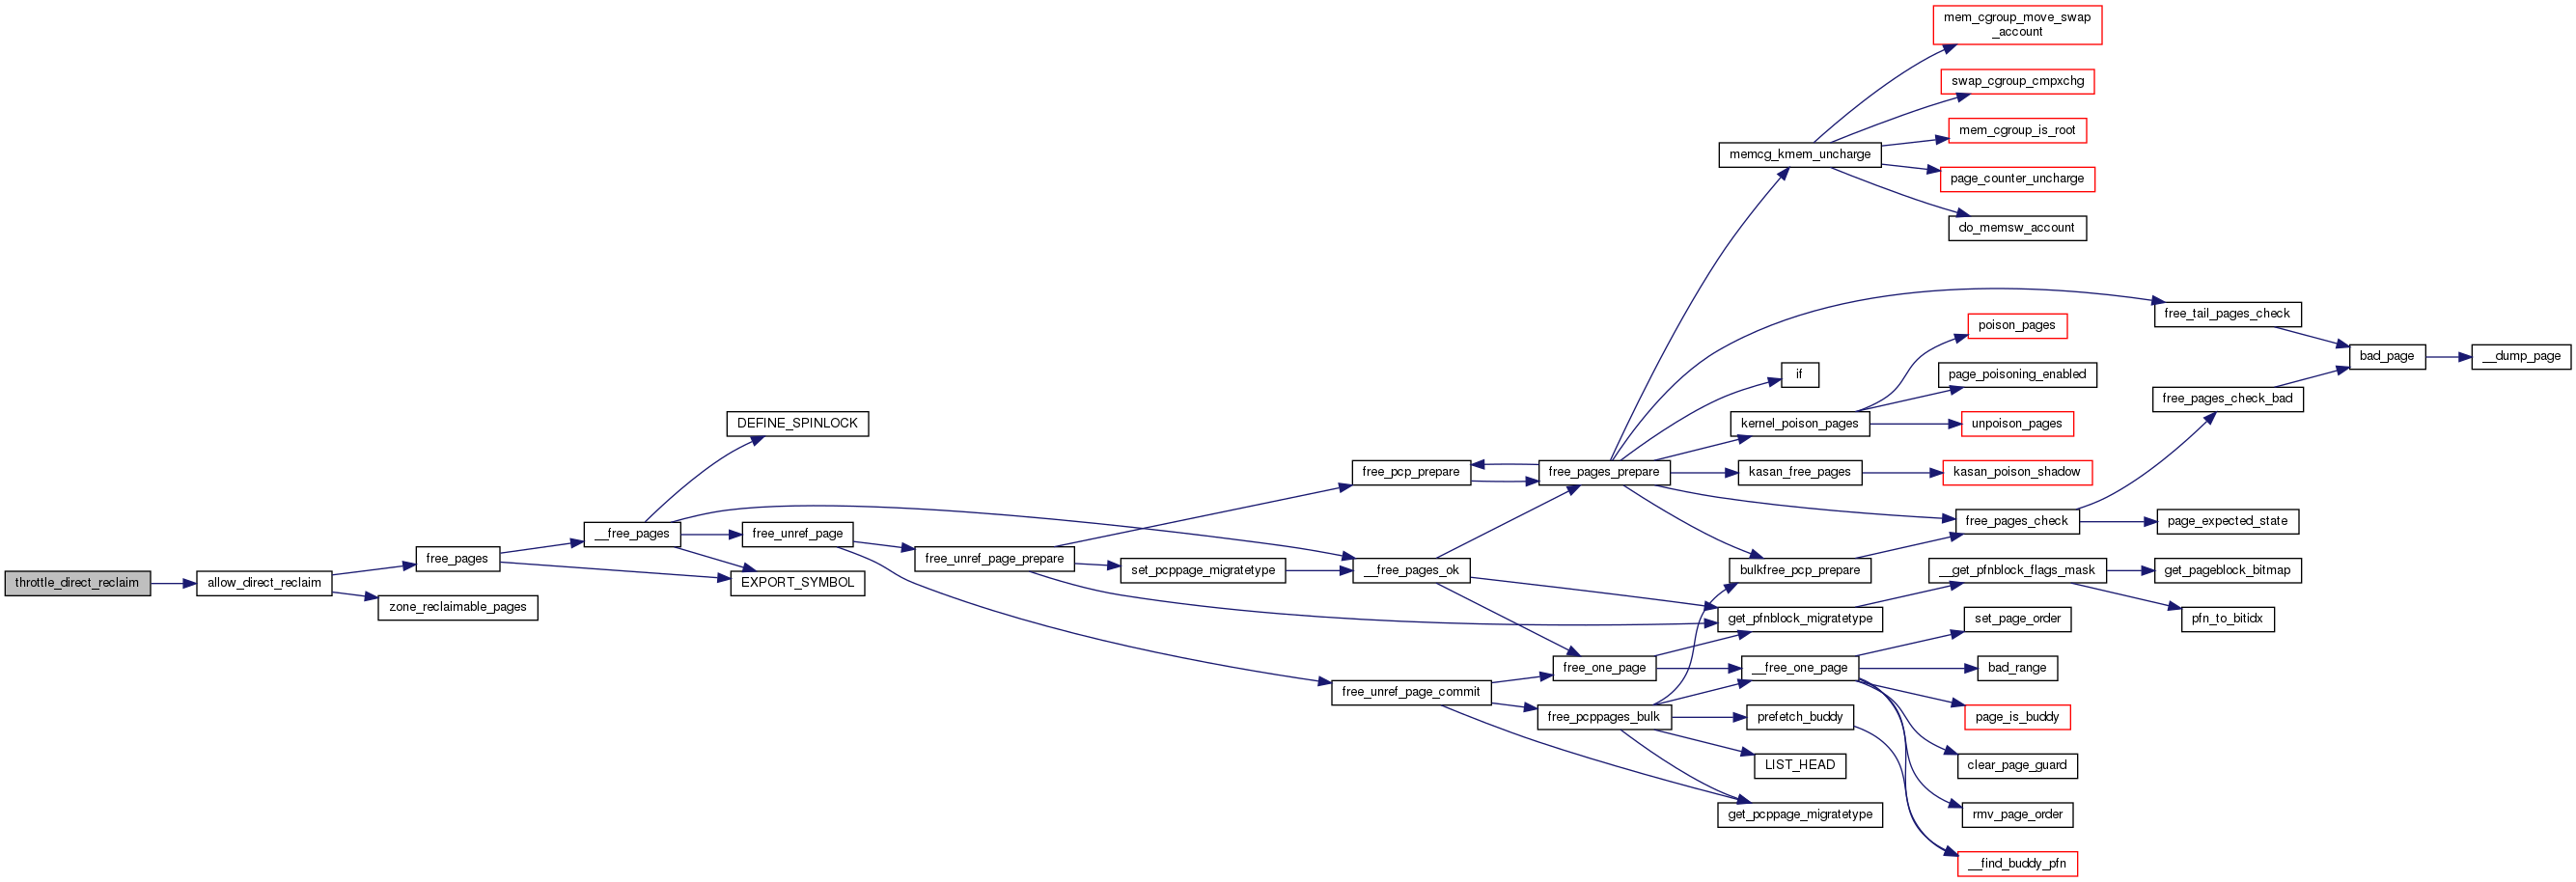 mem_cgroup_move_swap
_account
swap_cgroup_cmpxchg
mem_cgroup_is_root
memcg_kmem_uncharge
page_counter_uncharge
do_memsw_account
free_tail_pages_check
poison_pages
bad_page
__dump_page
if
page_poisoning_enabled
free_pages_check_bad
DEFINE_SPINLOCK
kernel_poison_pages
unpoison_pages
free_pcp_prepare
free_pages_prepare
kasan_free_pages
kasan_poison_shadow
free_pages_check
page_expected_state
__free_pages
free_unref_page
free_pages
free_unref_page_prepare
set_pcppage_migratetype
__free_pages_ok
bulkfree_pcp_prepare
__get_pfnblock_flags_mask
get_pageblock_bitmap
throttle_direct_reclaim
allow_direct_reclaim
EXPORT_SYMBOL
zone_reclaimable_pages
get_pfnblock_migratetype
set_page_order
pfn_to_bitidx
free_one_page
__free_one_page
bad_range
free_unref_page_commit
free_pcppages_bulk
prefetch_buddy
page_is_buddy
LIST_HEAD
clear_page_guard
get_pcppage_migratetype
rmv_page_order
__find_buddy_pfn